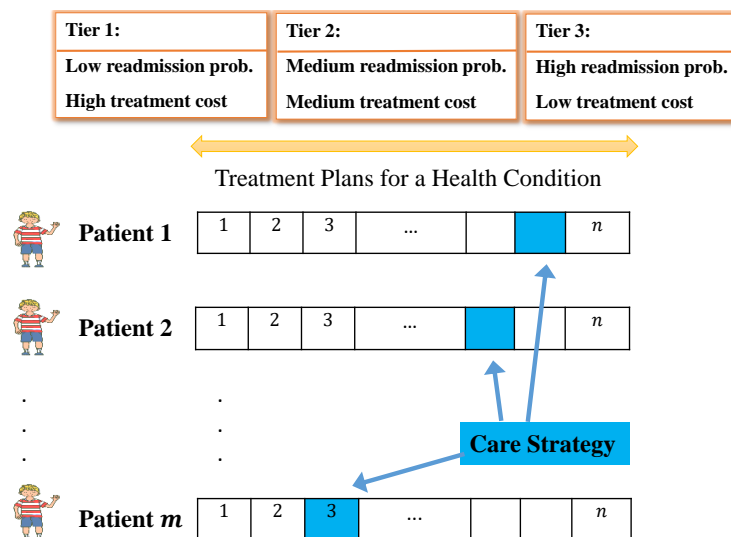 Tier 1:
Low readmission prob.
High treatment cost
Tier 2:
Medium readmission prob.
Medium treatment cost
Tier 3:
High readmission prob.
Low treatment cost
Treatment Plans for a Health Condition
Patient 1
1 2 3 ... n
Patient 2
1 2 3 ... n
. .
. .
. .
Care Strategy
Patient m
1 2 3 ... n